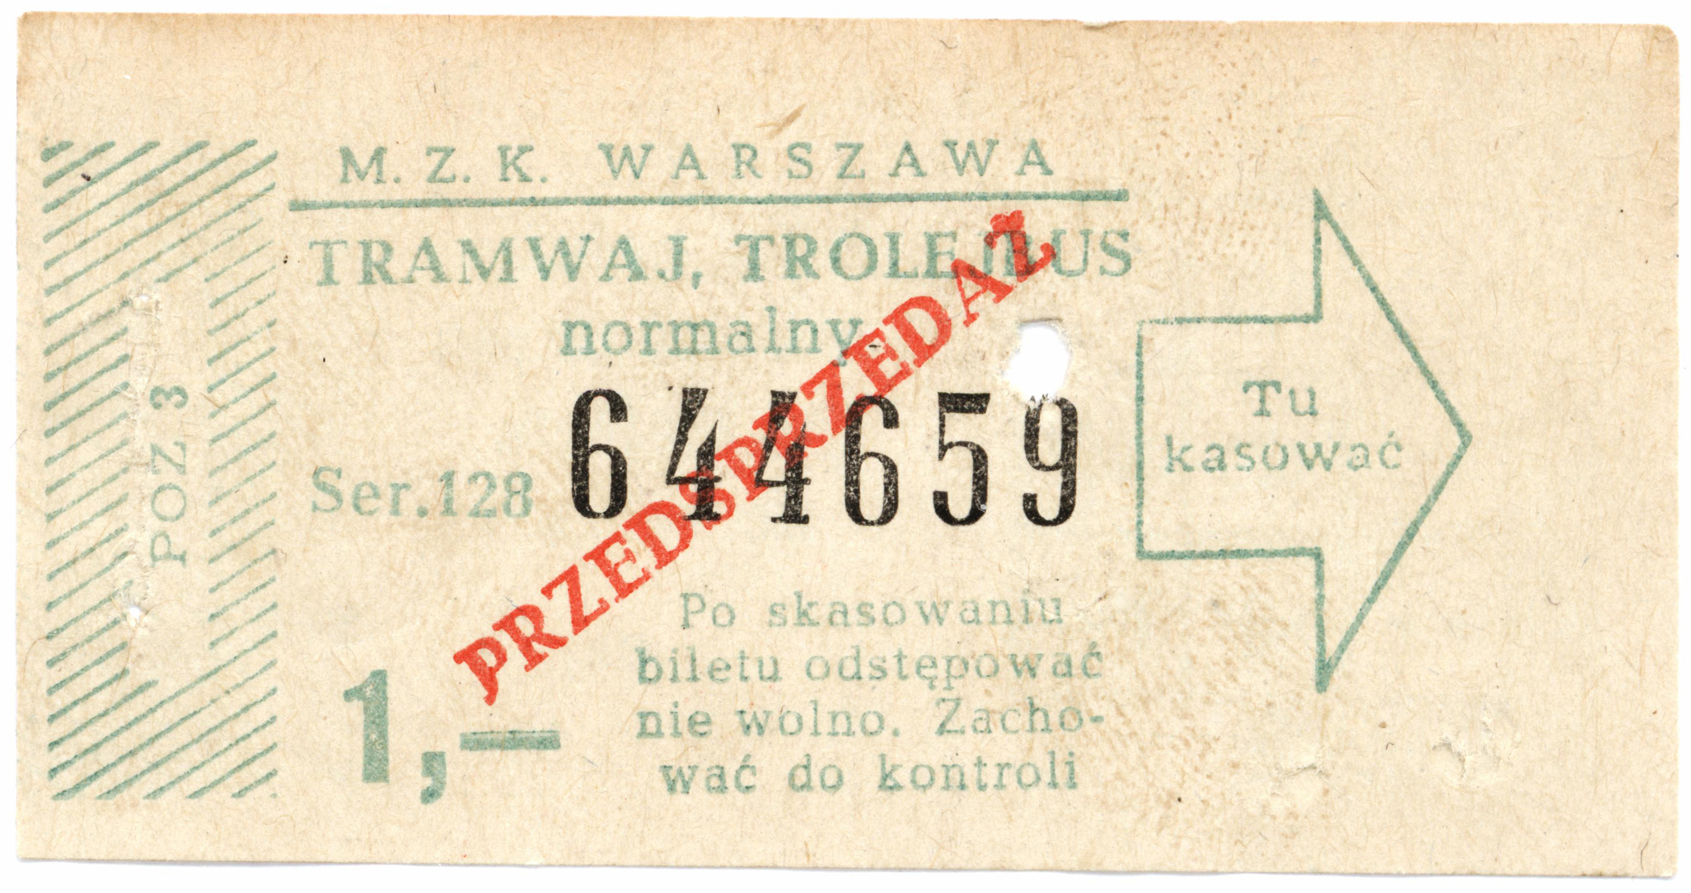 M. Z. K. WARSZAWA
TRAMWAJ, TROLEJBUS
normalny
PRZEDSPRZEDAŻ
Ser.128 644659
1,—
Po skasowaniu
biletu odstępować
nie wolno. Zacho-
wać do kontroli
POZ 3
Tu
kasować